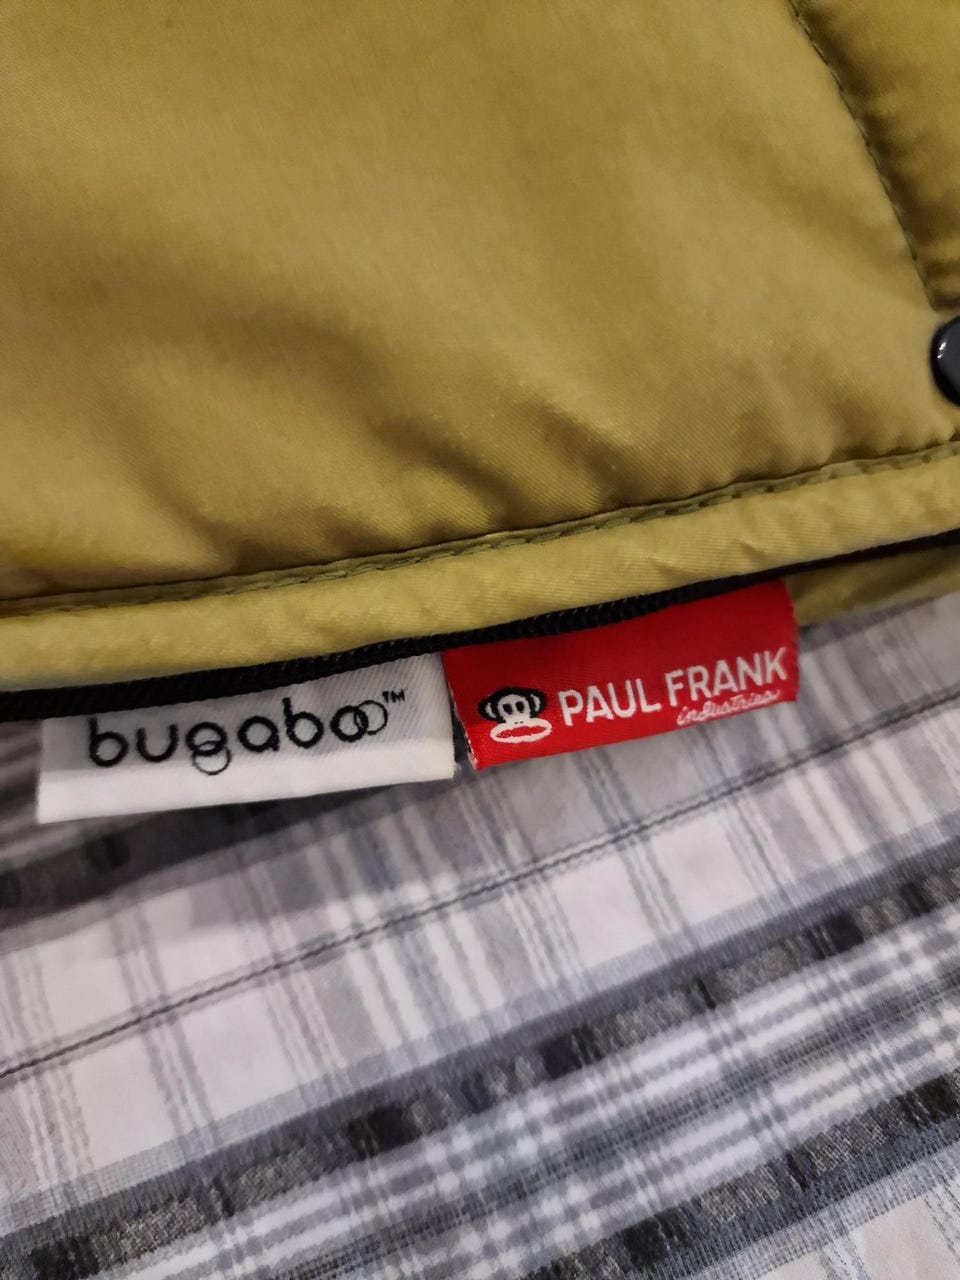 bugaboo™
PAUL FRANK
industries